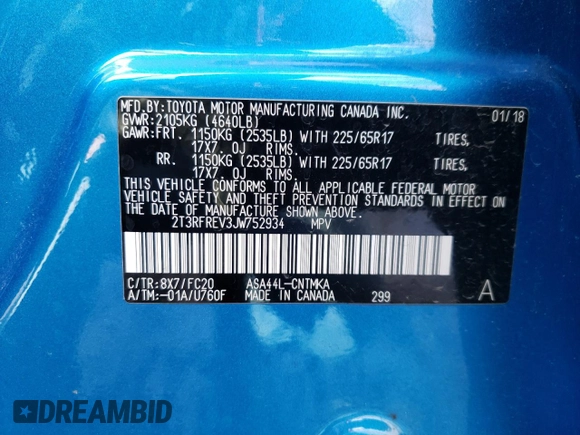 MFD.BY:TOYOTA MOTOR MANUFACTURING CANADA INC. 01/18
GVWR:2105KG (4640LB)
GAWR:FRT. 1150KG (2535LB) WITH 225/65R17 TIRES,
17X7. 0J RIMS.
RR. 1150KG (2535LB) WITH 225/65R17 TIRES,
17X7. 0J RIMS.
THIS VEHICLE CONFORMS TO ALL APPLICABLE FEDERAL MOTOR
VEHICLE SAFETY AND THEFT PREVENTION STANDARDS IN EFFECT ON
THE DATE OF MANUFACTURE SHOWN ABOVE.
2T3RFREV3JW752934 MPV
C/TR:8X7/FC20 ASA44L-CNTMKA
A/TM:-01A/U760F MADE IN CANADA 299 A
DREAMBID